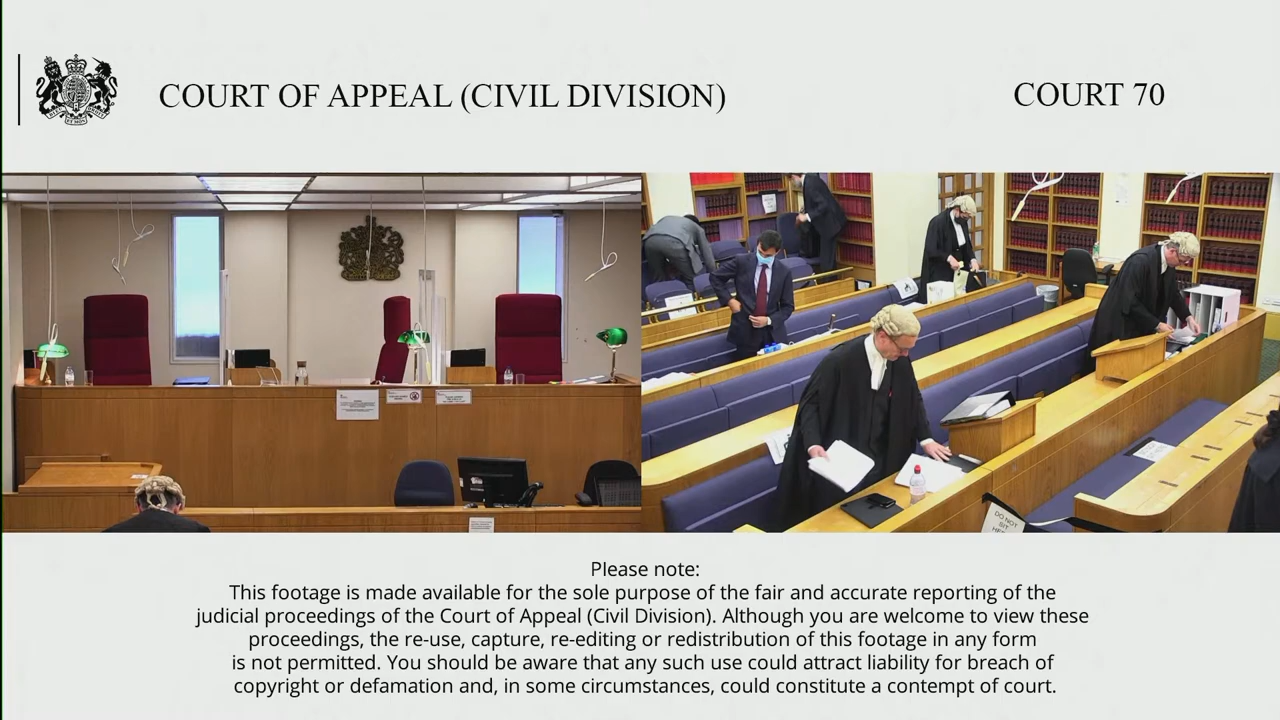 COURT OF APPEAL (CIVIL DIVISION)
COURT 70
DO NOT
SIT
HERE
Please note:
This footage is made available for the sole purpose of the fair and accurate reporting of the
judicial proceedings of the Court of Appeal (Civil Division). Although you are welcome to view these
proceedings, the re-use, capture, re-editing or redistribution of this footage in any form
is not permitted. You should be aware that any such use could attract liability for breach of
copyright or defamation and, in some circumstances, could constitute a contempt of court.